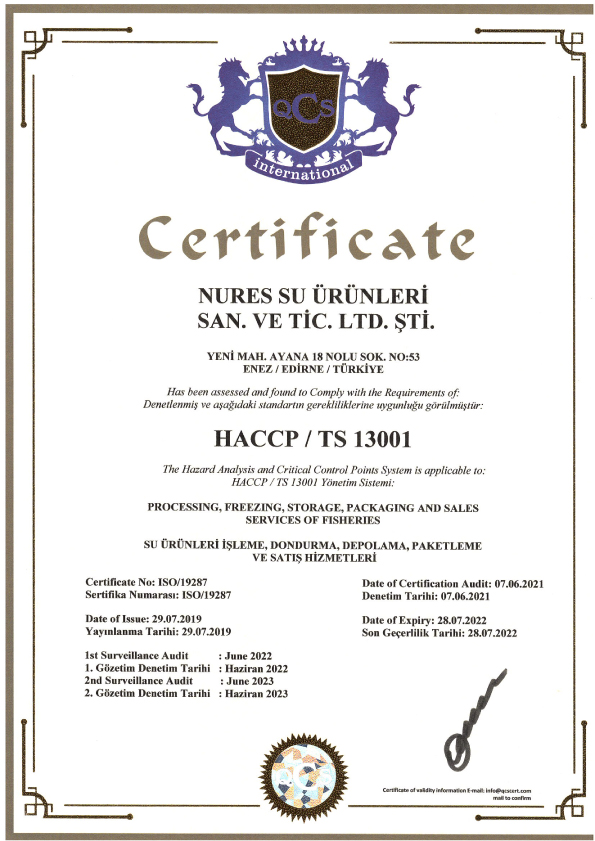 QCS
international
Certificate
NURES SU ÜRÜNLERİ
SAN. VE TİC. LTD. ŞTİ.
YENİ MAH. AYANA 18 NOLU SOK. NO:53
ENEZ / EDİRNE / TÜRKİYE
Has been assessed and found to Comply with the Requirements of:
Denetlenmiş ve aşağıdaki standartın gerekliliklerine uygunluğu görülmüştür:
HACCP / TS 13001
The Hazard Analysis and Critical Control Points System is applicable to:
HACCP / TS 13001 Yönetim Sistemi:
PROCESSING, FREEZING, STORAGE, PACKAGING AND SALES
SERVICES OF FISHERIES
SU ÜRÜNLERİ İŞLEME, DONDURMA, DEPOLAMA, PAKETLEME
VE SATIŞ HİZMETLERİ
Certificate No: ISO/19287
Sertifika Numarası: ISO/19287
Date of Certification Audit: 07.06.2021
Denetim Tarihi: 07.06.2021
Date of Issue: 29.07.2019
Yayınlanma Tarihi: 29.07.2019
Date of Expiry: 28.07.2022
Son Geçerlilik Tarihi: 28.07.2022
1st Surveillance Audit : June 2022
1. Gözetim Denetim Tarihi : Haziran 2022
2nd Surveillance Audit : June 2023
2. Gözetim Denetim Tarihi : Haziran 2023
QCS
Certificate of validity information E-mail: info@qcscert.com
mail to confirm